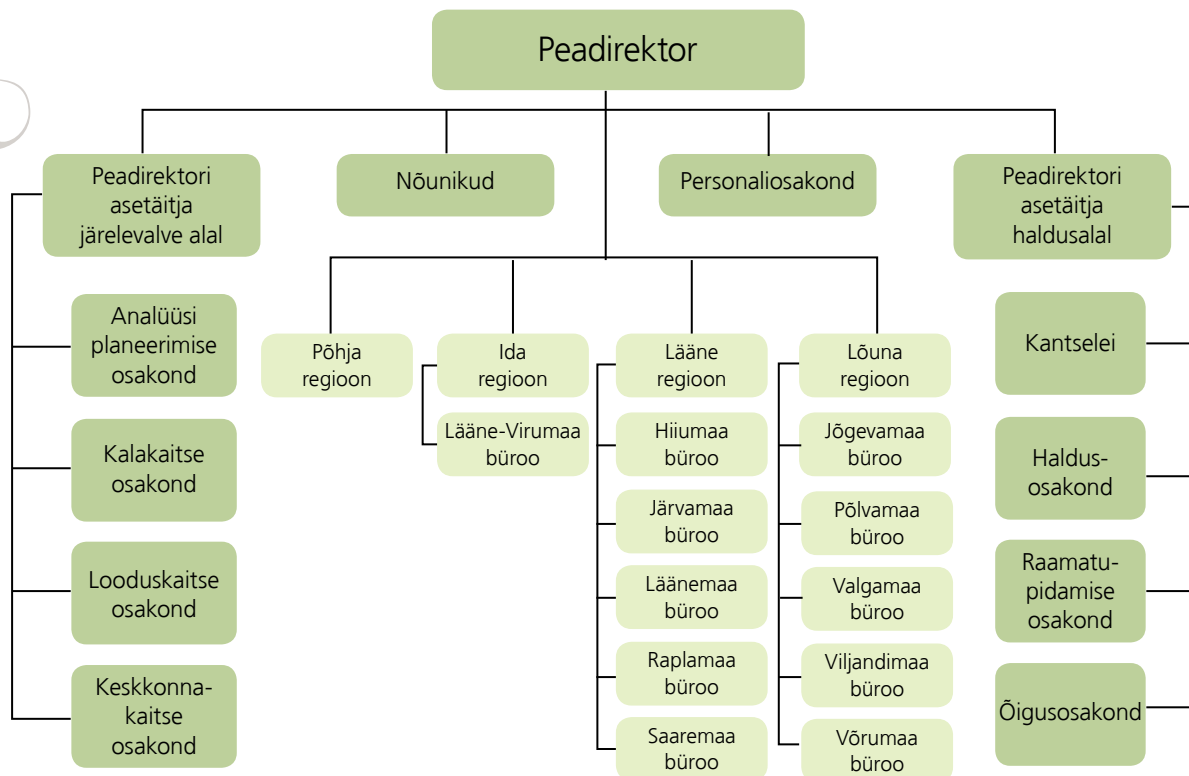 Peadirektor
Peadirektori
asetäitja
järelevalve alal
Nõunikud
Personaliosakond
Peadirektori
asetäitja
haldusalal
Analüüsi
planeerimise
osakond
Kalakaitse
osakond
Looduskaitse
osakond
Keskkonna-
kaitse
osakond
Põhja
regioon
Ida
regioon
Lääne-Virumaa
büroo
Lääne
regioon
Hiiumaa
büroo
Järvamaa
büroo
Läänemaa
büroo
Raplamaa
büroo
Saaremaa
büroo
Lõuna
regioon
Jõgevamaa
büroo
Põlvamaa
büroo
Valgamaa
büroo
Viljandimaa
büroo
Võrumaa
büroo
Kantselei
Haldus-
osakond
Raamatu-
pidamise
osakond
Õigusosakond